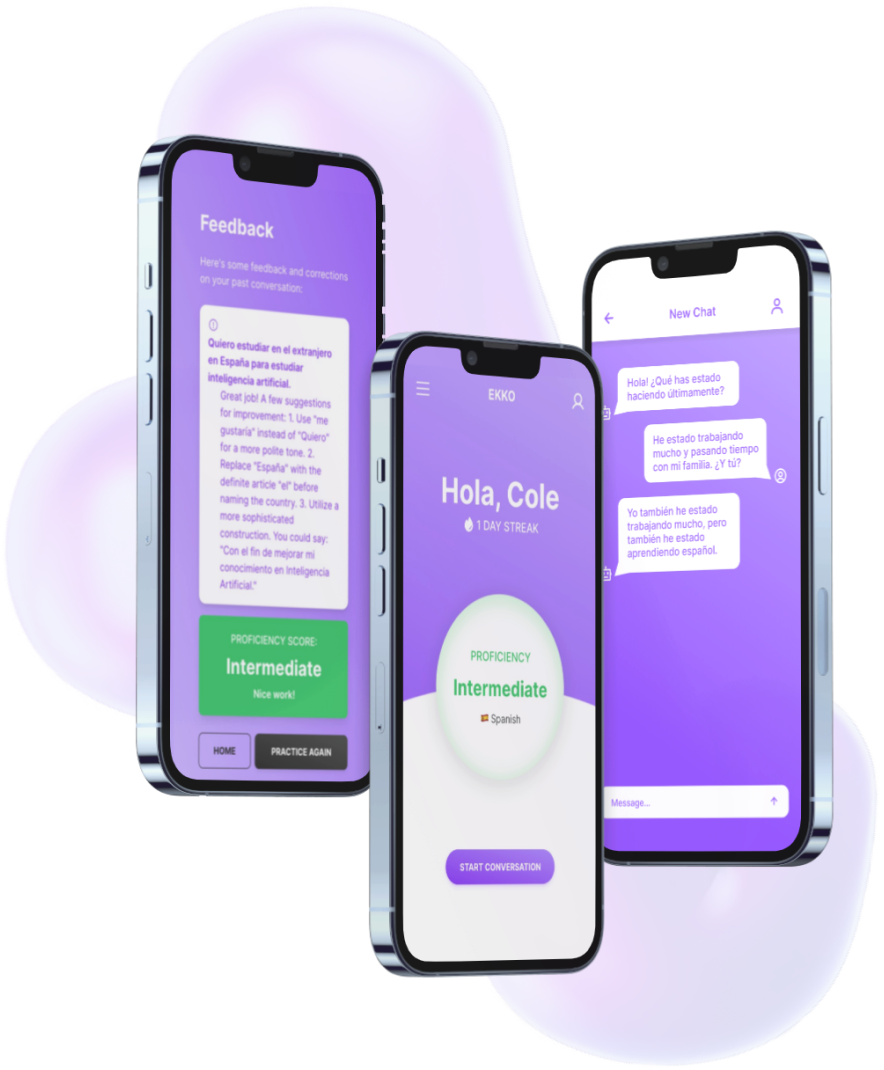 Feedback
Here's some feedback and corrections
on your past conversation:
Quiero estudiar en el extranjero
en España para estudiar
inteligencia artificial.
Great job! A few suggestions
for improvement: 1. Use "me
gustaría" instead of "Quiero"
for a more polite tone. 2.
Replace "España" with the
definite article "el" before
naming the country. 3. Utilize a
more sophisticated
construction. You could say:
"Con el fin de mejorar mi
conocimiento en Inteligencia
Artificial."
PROFICIENCY SCORE:
Intermediate
Nice work!
HOME
PRACTICE AGAIN
EKKO
Hola, Cole
1 DAY STREAK
PROFICIENCY
Intermediate
Spanish
START CONVERSATION
New Chat
Hola! ¿Qué has estado
haciendo últimamente?
He estado trabajando
mucho y pasando tiempo
con mi familia. ¿Y tú?
Yo también he estado
trabajando mucho, pero
también he estado
aprendiendo español.
Message...